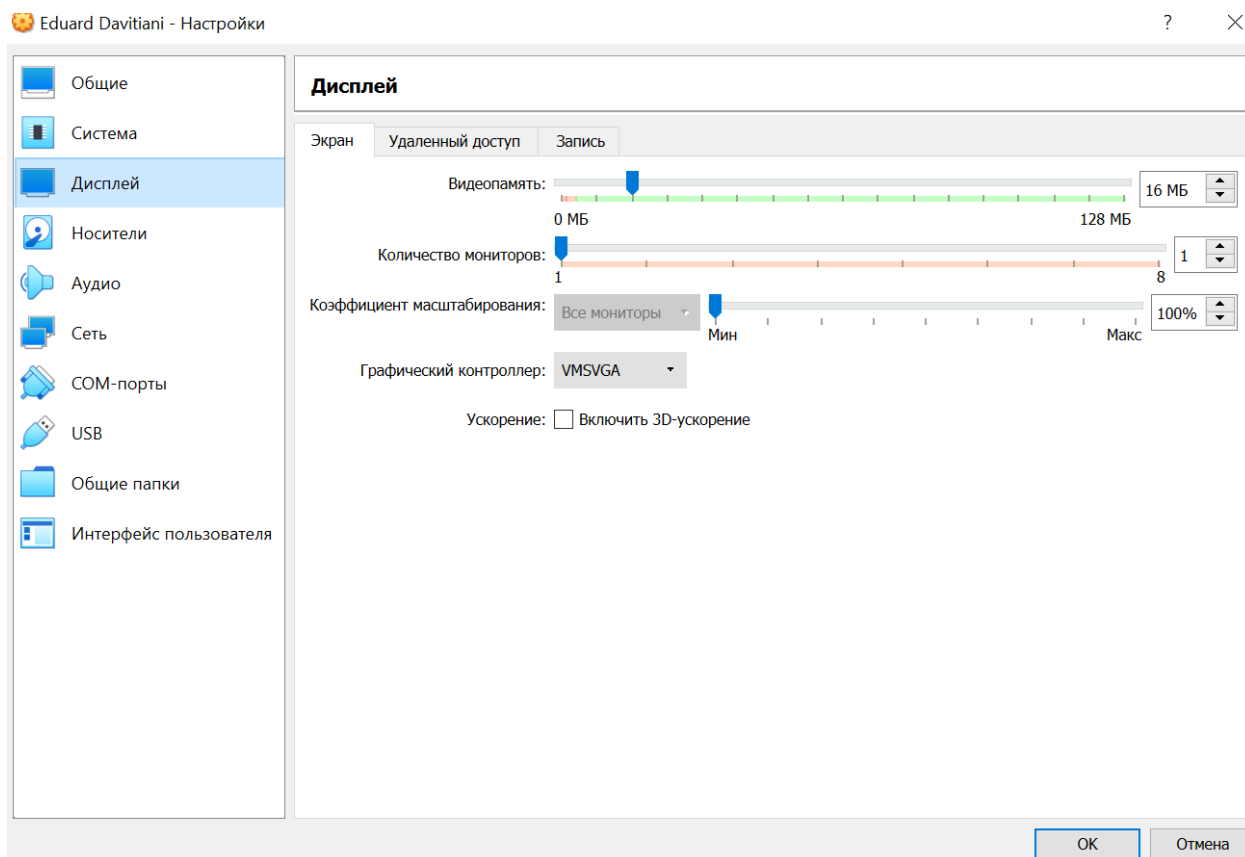 Eduard Davitiani - Настройки
?
Общие
Система
Дисплей
Носители
Аудио
Сеть
COM-порты
USB
Общие папки
Интерфейс пользователя
Дисплей
Экран Удаленный доступ Запись
Видеопамять: 16 МБ
0 МБ 128 МБ
Количество мониторов: 1
1 8
Коэффициент масштабирования: Все мониторы 100%
Мин Макс
Графический контроллер: VMSVGA
Ускорение: Включить 3D-ускорение
OK Отмена